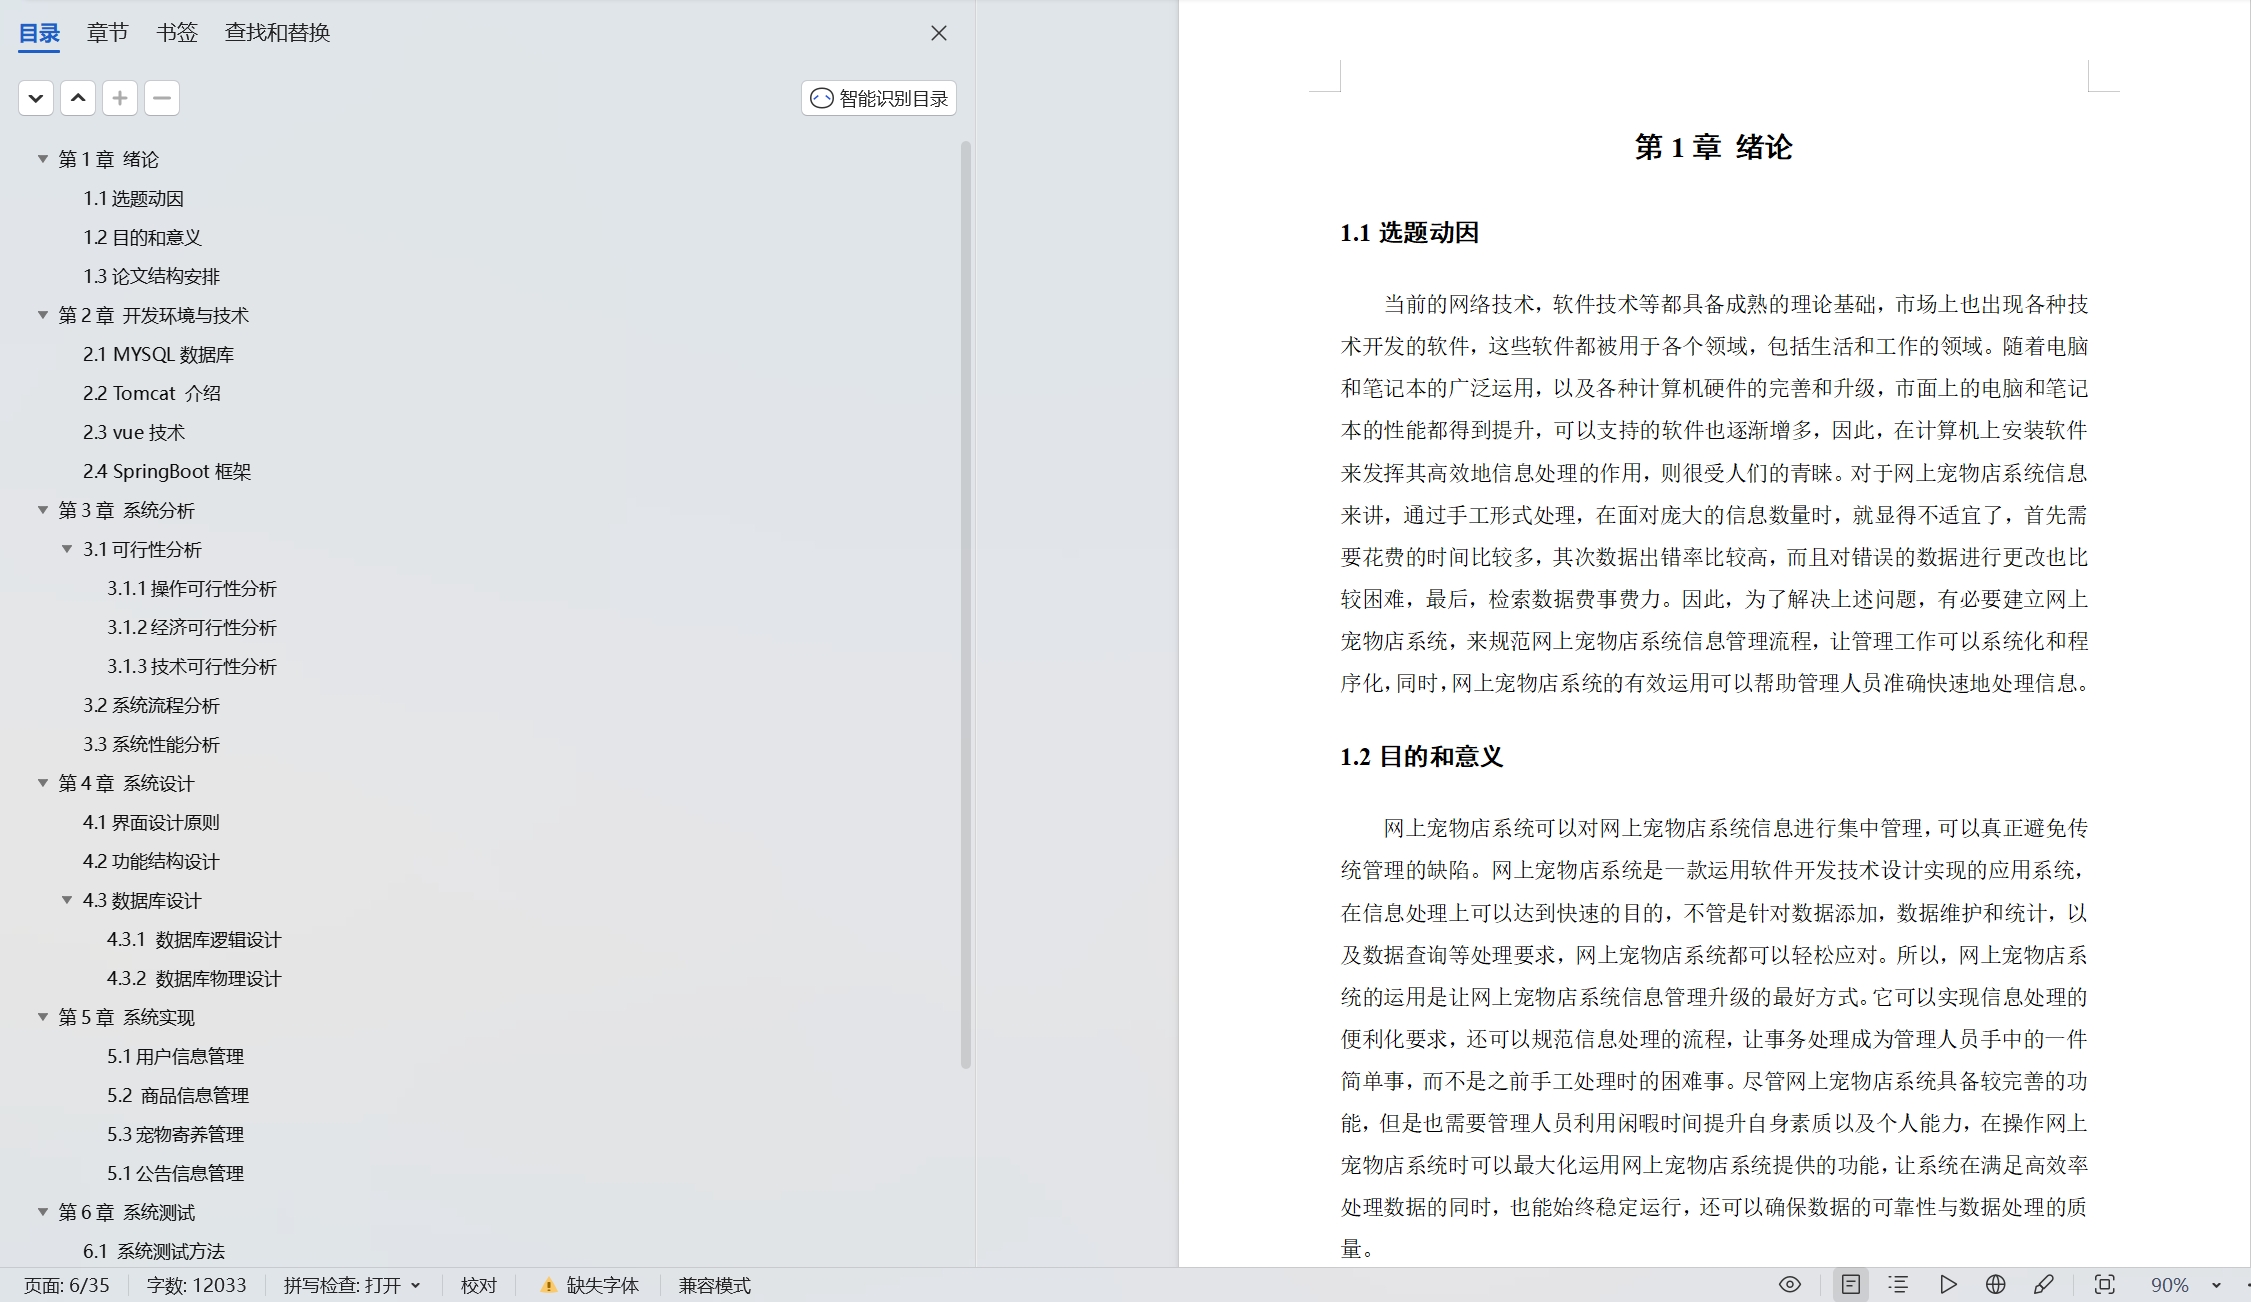 目录 章节 书签 查找和替换
智能识别目录
第 1 章 绪论
1.1 选题动因
1.2 目的和意义
1.3 论文结构安排
第 2 章 开发环境与技术
2.1 MYSQL 数据库
2.2 Tomcat 介绍
2.3 vue 技术
2.4 SpringBoot 框架
第 3 章 系统分析
3.1 可行性分析
3.1.1 操作可行性分析
3.1.2 经济可行性分析
3.1.3 技术可行性分析
3.2 系统流程分析
3.3 系统性能分析
第 4 章 系统设计
4.1 界面设计原则
4.2 功能结构设计
4.3 数据库设计
4.3.1 数据库逻辑设计
4.3.2 数据库物理设计
第 5 章 系统实现
5.1 用户信息管理
5.2 商品信息管理
5.3 宠物寄养管理
5.1 公告信息管理
第 6 章 系统测试
6.1 系统测试方法
第 1 章 绪论
1.1 选题动因
当前的网络技术，软件技术等都具备成熟的理论基础，市场上也出现各种技
术开发的软件，这些软件都被用于各个领域，包括生活和工作的领域。随着电脑
和笔记本的广泛运用，以及各种计算机硬件的完善和升级，市面上的电脑和笔记
本的性能都得到提升，可以支持的软件也逐渐增多，因此，在计算机上安装软件
来发挥其高效地信息处理的作用，则很受人们的青睐。对于网上宠物店系统信息
来讲，通过手工形式处理，在面对庞大的信息数量时，就显得不适宜了，首先需
要花费的时间比较多，其次数据出错率比较高，而且对错误的数据进行更改也比
较困难，最后，检索数据费事费力。因此，为了解决上述问题，有必要建立网上
宠物店系统，来规范网上宠物店系统信息管理流程，让管理工作可以系统化和程
序化，同时，网上宠物店系统的有效运用可以帮助管理人员准确快速地处理信息。
1.2 目的和意义
网上宠物店系统可以对网上宠物店系统信息进行集中管理，可以真正避免传
统管理的缺陷。网上宠物店系统是一款运用软件开发技术设计实现的应用系统，
在信息处理上可以达到快速的目的，不管是针对数据添加，数据维护和统计，以
及数据查询等处理要求，网上宠物店系统都可以轻松应对。所以，网上宠物店系
统的运用是让网上宠物店系统信息管理升级的最好方式。它可以实现信息处理的
便利化要求，还可以规范信息处理的流程，让事务处理成为管理人员手中的一件
简单事，而不是之前手工处理时的困难事。尽管网上宠物店系统具备较完善的功
能，但是也需要管理人员利用闲暇时间提升自身素质以及个人能力，在操作网上
宠物店系统时可以最大化运用网上宠物店系统提供的功能，让系统在满足高效率
处理数据的同时，也能始终稳定运行，还可以确保数据的可靠性与数据处理的质
量。
页面: 6/35 字数: 12033 拼写检查: 打开 校对 缺失字体 兼容模式 90%